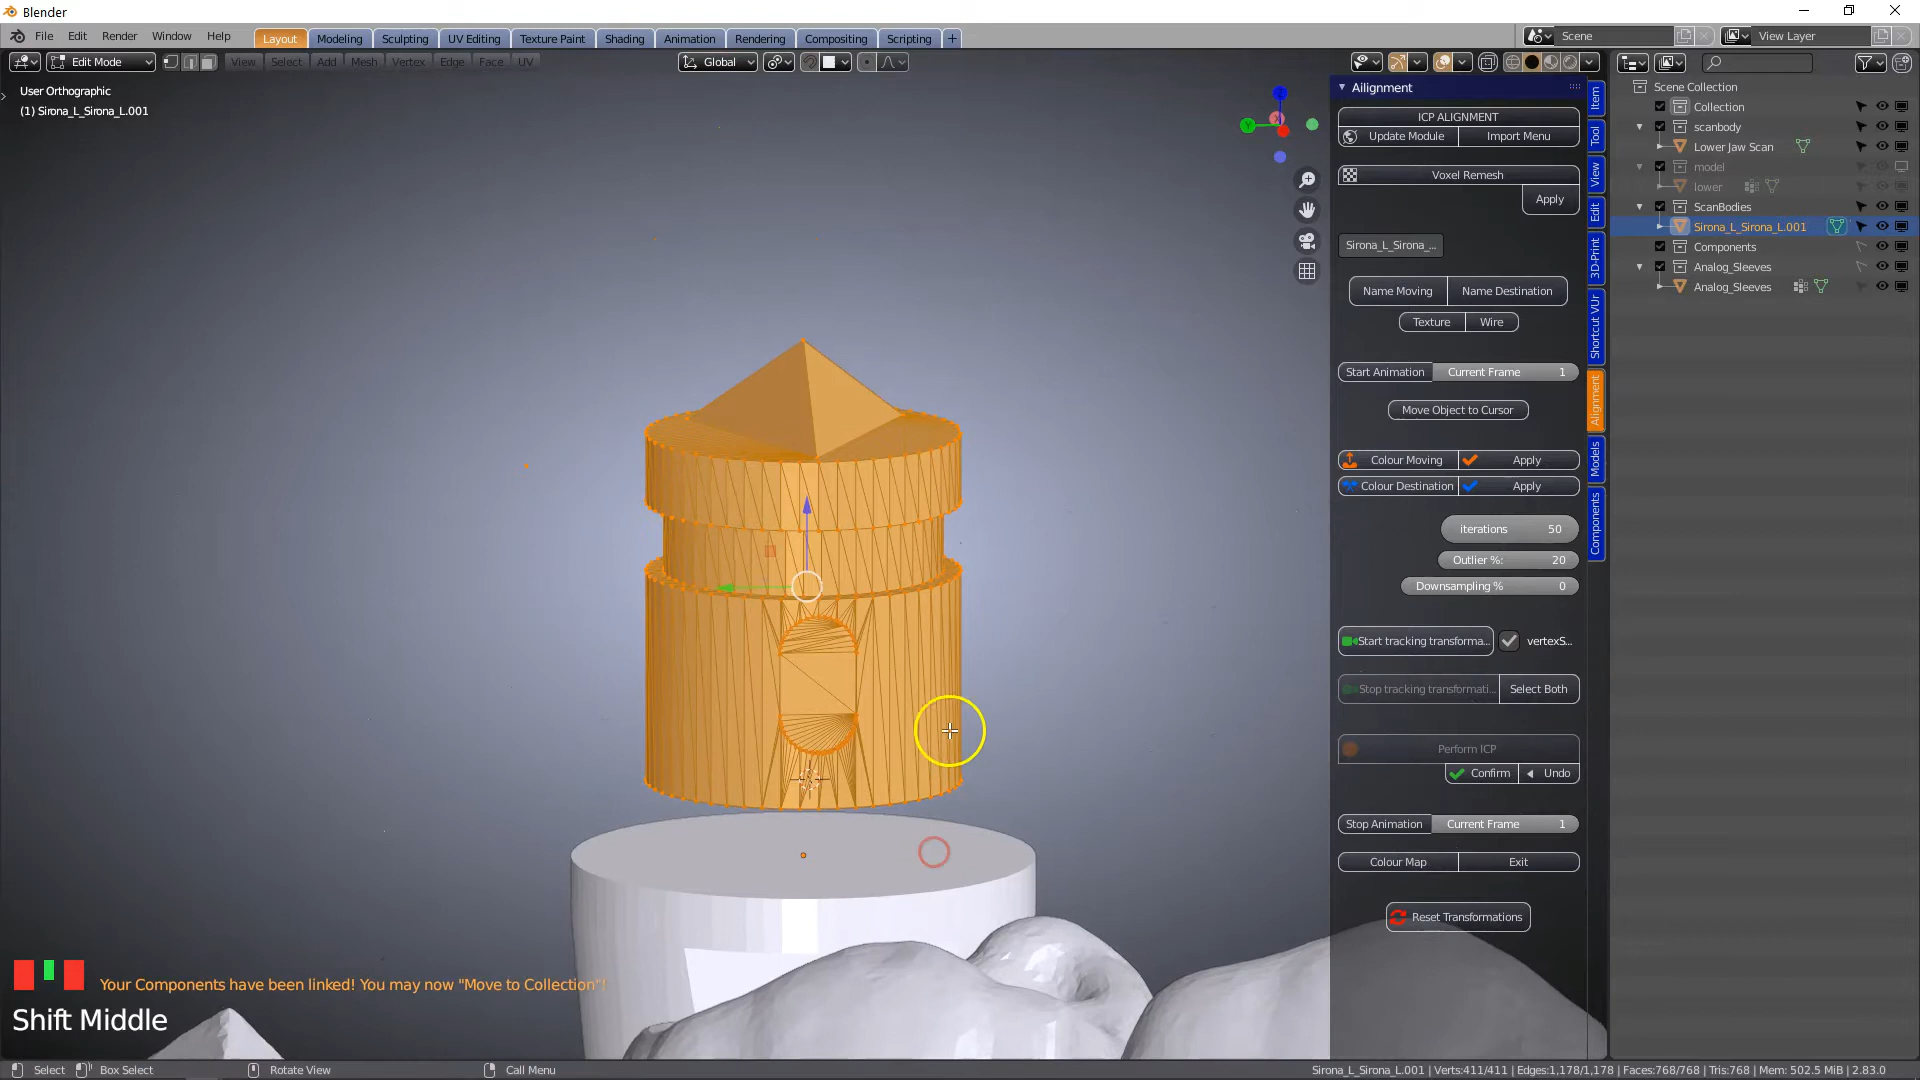 Blender
File Edit Render Window Help Layout Modeling Sculpting UV Editing Texture Paint Shading Animation Rendering Compositing Scripting + Scene View Layer
Edit Mode View Select Add Mesh Vertex Edge Face UV Global
User Orthographic
(1) Sirona_L_Sirona_L.001
Y
Ailignment
ICP ALIGNMENT
Update Module Import Menu
Voxel Remesh
Apply
Sirona_L_Sirona_...
Name Moving Name Destination
Texture Wire
Start Animation Current Frame 1
Move Object to Cursor
Colour Moving Apply
Colour Destination Apply
iterations 50
Outlier %: 20
Downsampling % 0
Start tracking transforma... vertexS...
Stop tracking transformati... Select Both
Perform ICP
Confirm Undo
Stop Animation Current Frame 1
Colour Map Exit
Reset Transformations
Item
Tool
View
Edit
3D-Print
Shortcut VUr
Alignment
Models
Components
Scene Collection
Collection
scanbody
Lower Jaw Scan
model
lower
ScanBodies
Sirona_L_Sirona_L.001
Components
Analog_Sleeves
Analog_Sleeves
Your Components have been linked! You may now "Move to Collection"!
Shift Middle
Select Box Select Rotate View Call Menu Sirona_L_Sirona_L.001 | Verts:411/411 | Edges:1,178/1,178 | Faces:768/768 | Tris:768 | Mem: 502.5 MiB | 2.83.0